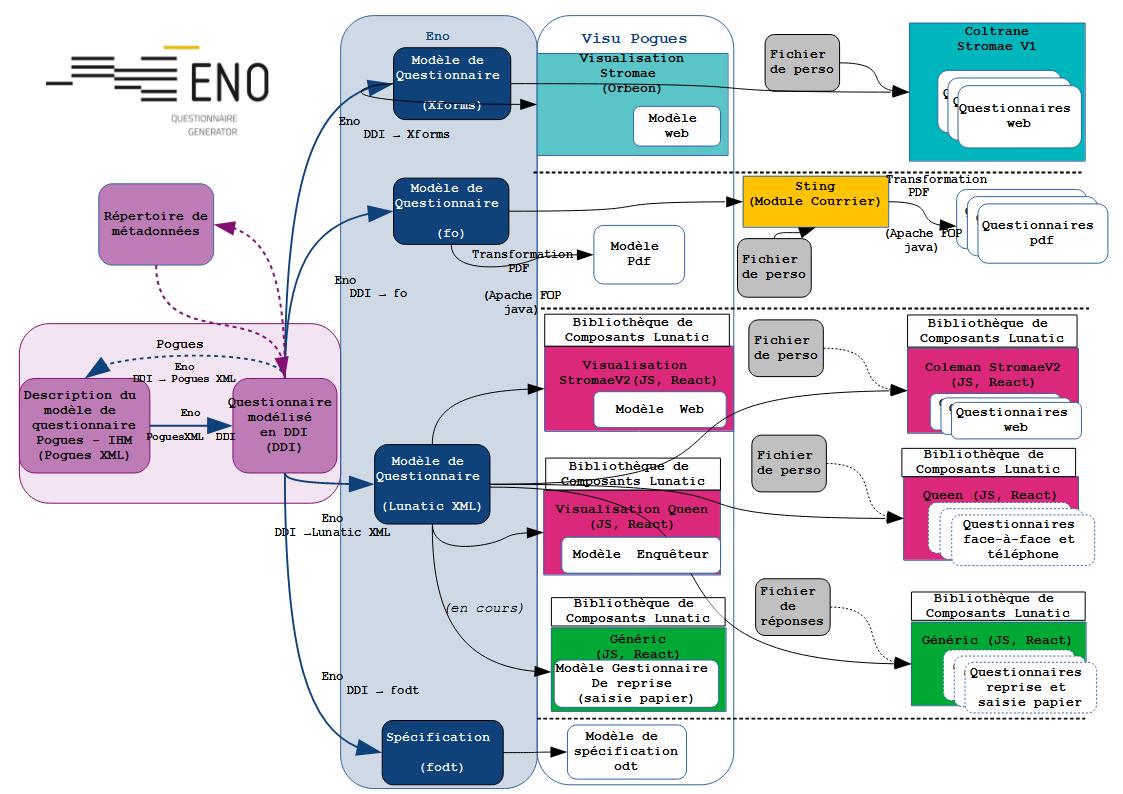 ENO
QUESTIONNAIRE
GENERATOR
Répertoire de
métadonnées
Pogues
Eno
DDI → Pogues XML
Description du
modèle de
questionnaire
Pogues - IHM
(Pogues XML)
Eno
PoguesXML DDI
Questionnaire
modélisé
en DDI
(DDI)
Eno
Modèle de
Questionnaire
(Xforms)
Eno
DDI → Xforms
Modèle de
Questionnaire
(fo)
Transformation
PDF
(Apache FOP
java)
Eno
DDI → fo
Modèle de
Questionnaire
(Lunatic XML)
Eno
DDI →Lunatic XML
(en cours)
Eno
DDI → fodt
Spécification
(fodt)
Visu Pogues
Visualisation
Stromae
(Orbeon)
Modèle
web
Modèle
Pdf
Bibliothèque de
Composants Lunatic
Visualisation
StromaeV2(JS, React)
Modèle Web
Bibliothèque de
Composants Lunatic
Visualisation Queen
(JS, React)
Modèle Enquêteur
Bibliothèque de
Composants Lunatic
Généric
(JS, React)
Modèle Gestionnaire
De reprise
(saisie papier)
Modèle de
spécification
odt
Fichier
de perso
Coltrane
Stromae V1
Questionnaires
web
Sting
(Module Courrier)
Fichier
de perso
Transformation
PDF
(Apache FOP
java)
Questionnaires
pdf
Fichier
de perso
Bibliothèque de
Composants Lunatic
Coleman StromaeV2
(JS, React)
Questionnaires
web
Fichier
de perso
Bibliothèque de
Composants Lunatic
Queen (JS, React)
Questionnaires
face-à-face et
téléphone
Fichier
de
réponses
Bibliothèque de
Composants Lunatic
Généric (JS, React)
Questionnaires
reprise et
saisie papier